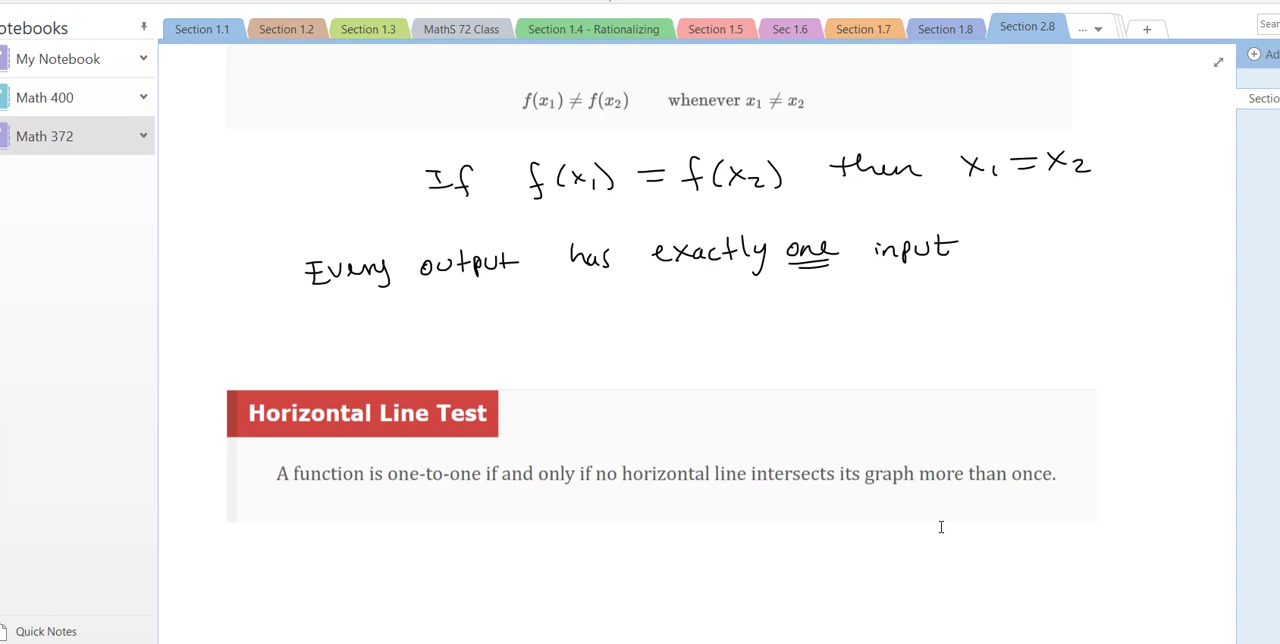 otebooks
Section 1.1
Section 1.2
Section 1.3
MathS 72 Class
Section 1.4 - Rationalizing
Section 1.5
Sec 1.6
Section 1.7
Section 1.8
Section 2.8
...
+
Sear
My Notebook
Math 400
Math 372
Ad
Sectio
f(x₁) ≠ f(x₂) whenever x₁ ≠ x₂
If f(x₁) = f(x₂) then x₁ = x₂
Every output has exactly one input
Horizontal Line Test
A function is one-to-one if and only if no horizontal line intersects its graph more than once.
Quick Notes